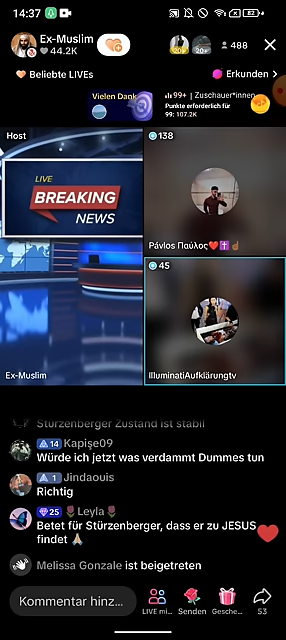 14:37
Ex-Muslim
44.2K
20+
488
Beliebte LIVEs
Erkunden >
Vielen Dank
99+ | Zuschauer*innen
Punkte erforderlich für
99: 107.2K
Host
138
LIVE
BREAKING
NEWS
Pávlos Παύλος❤️✝️☝🏽
45
Ex-Muslim
IlluminatiAufklärungtv
Stürzenberger Zustand ist stabil
14 Kapişe09
Würde ich jetzt was verdammt Dummes tun
1 Jindaouis
Richtig
25 🌷Leyla🌷
Betet für Stürzenberger, dass er zu JESUS
findet 🙏🏼
Melissa Gonzale ist beigetreten
Kommentar hinz...
LIVE mi...
Senden
Gesche...
53